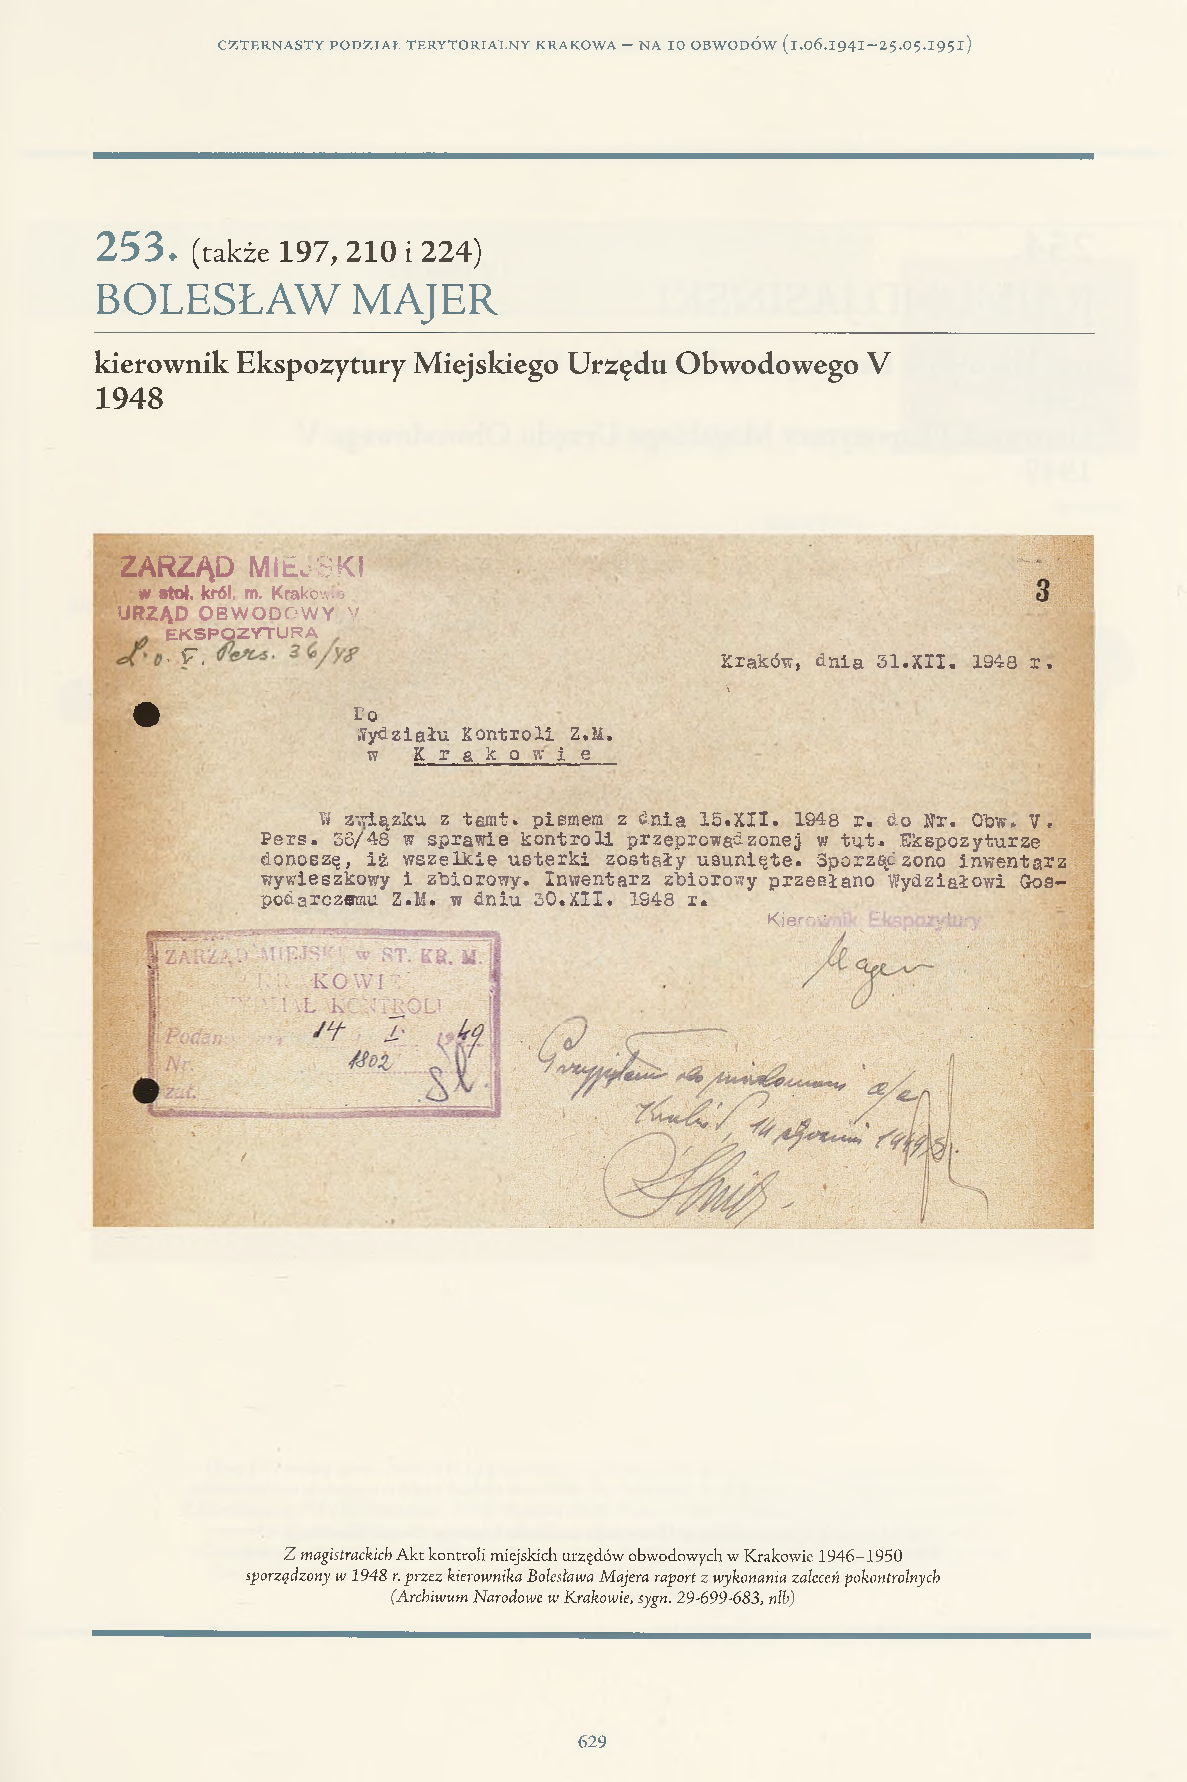 CZTERNASTY PODZIAŁ TERYTORIALNY KRAKOWA — NA 10 OBWODÓW (1.06.1941—25.05.1951)
253. (także 197, 210 i 224)
BOLESŁAW MAJER
kierownik Ekspozytury Miejskiego Urzędu Obwodowego V
1948
ZARZĄD MIEJSKI
w stoł. król. m. Krakowie
URZĄD OBWODOWY V
EKSPOZYTURA
L. o. V. Pers. 36/48
3
Kraków, dnia 31.XII. 1948 r.
Do
Wydziału Kontroli Z.M.
w Krakowie
W związku z tamt. pismem z dnia 15.XII. 1948 r. do Nr. Obw. V.
Pers. 36/48 w sprawie kontroli przeprowadzonej w tut. Ekspozyturze
donoszę, iż wszelkie usterki zostały usunięte. Sporządzono inwentarz
wywieszkowy i zbiorowy. Inwentarz zbiorowy przesłano Wydziałowi Gos-
podarczemu Z.M. w dniu 30.XII. 1948 r.
Kierownik Ekspozytury
Majer
ZARZĄD MIEJSKI w ST. KR. M.
KRAKOWIE
WYDZIAŁ KONTROLI
14 I. 1949
Nr. 1802
zał.
Przyjąłem do wiadomości a/a
Kraków, 14 stycznia 1949
Z magistrackich Akt kontroli miejskich urzędów obwodowych w Krakowie 1946–1950
sporządzony w 1948 r. przez kierownika Bolesława Majera raport z wykonania zaleceń pokontrolnych
(Archiwum Narodowe w Krakowie, sygn. 29-699-683, nlb)
629